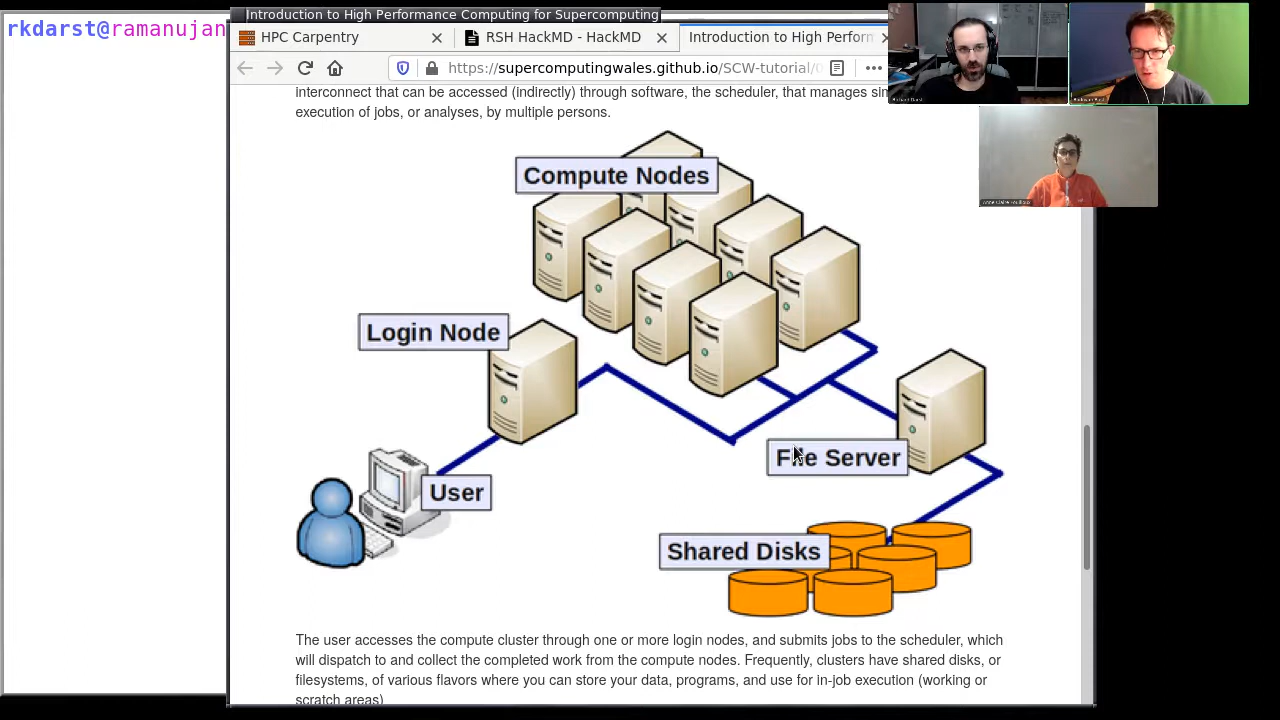 Introduction to High Performance Computing for Supercomputing
rkdarst@ramanujan
HPC Carpentry
RSH HackMD - HackMD
Introduction to High Perform
https://supercomputingwales.github.io/SCW-tutorial/0
Richard Darst
interconnect that can be accessed (indirectly) through software, the scheduler, that manages sim
execution of jobs, or analyses, by multiple persons.
Compute Nodes
Login Node
User
File Server
Shared Disks
The user accesses the compute cluster through one or more login nodes, and submits jobs to the scheduler, which
will dispatch to and collect the completed work from the compute nodes. Frequently, clusters have shared disks, or
filesystems, of various flavors where you can store your data, programs, and use for in-job execution (working or
scratch areas)